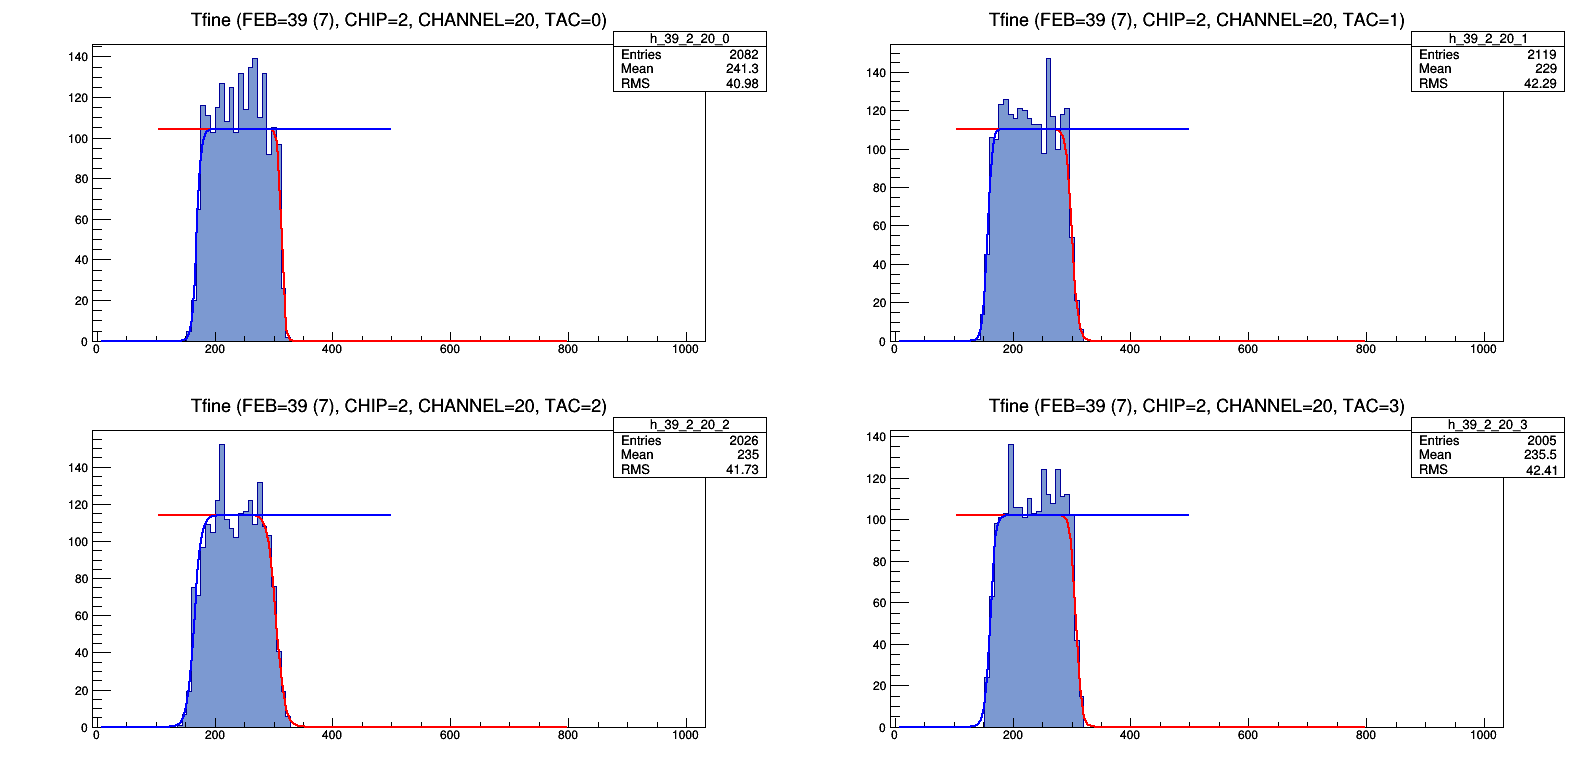 Tfine (FEB=39 (7), CHIP=2, CHANNEL=20, TAC=0)
h_39_2_20_0
Entries 2082
Mean 241.3
RMS 40.98
140
120
100
80
60
40
20
0
0 200 400 600 800 1000
Tfine (FEB=39 (7), CHIP=2, CHANNEL=20, TAC=1)
h_39_2_20_1
Entries 2119
Mean 229
RMS 42.29
140
120
100
80
60
40
20
0
0 200 400 600 800 1000
Tfine (FEB=39 (7), CHIP=2, CHANNEL=20, TAC=2)
h_39_2_20_2
Entries 2026
Mean 235
RMS 41.73
140
120
100
80
60
40
20
0
0 200 400 600 800 1000
Tfine (FEB=39 (7), CHIP=2, CHANNEL=20, TAC=3)
h_39_2_20_3
Entries 2005
Mean 235.5
RMS 42.41
140
120
100
80
60
40
20
0
0 200 400 600 800 1000